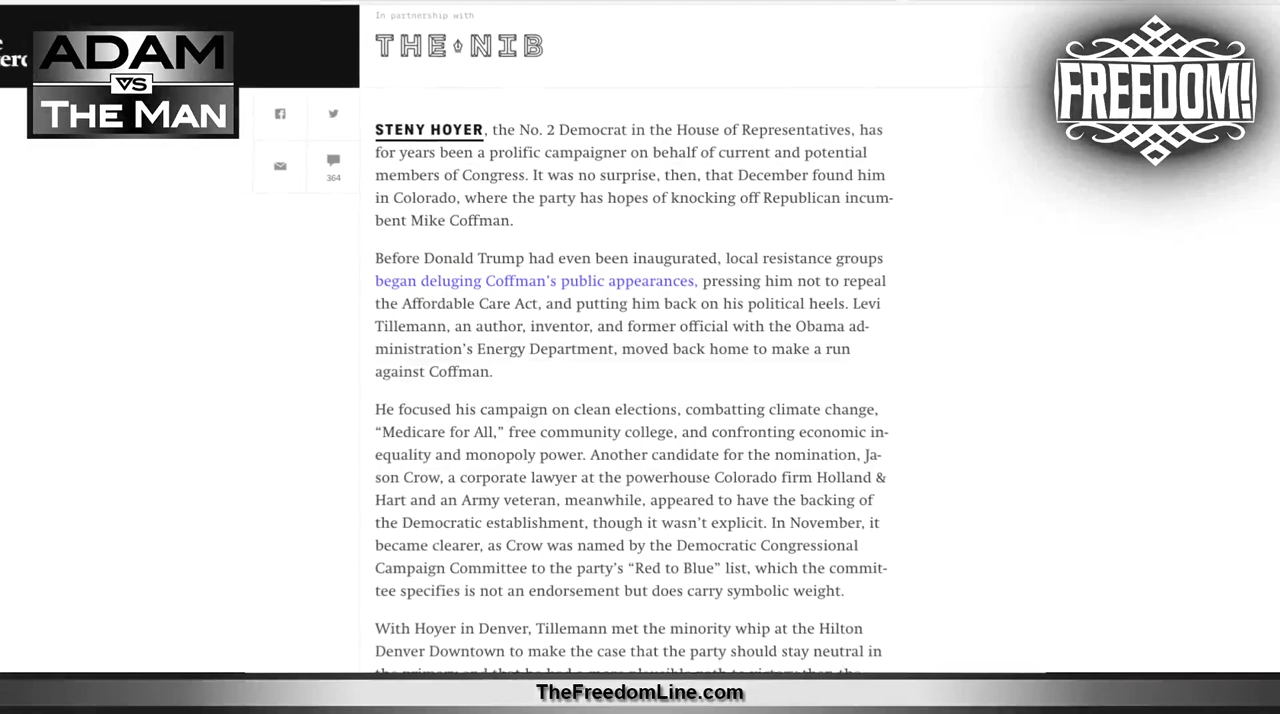 In partnership with
THE NIB
ADAM
VS
THE MAN
FREEDOM!
364
STENY HOYER, the No. 2 Democrat in the House of Representatives, has
for years been a prolific campaigner on behalf of current and potential
members of Congress. It was no surprise, then, that December found him
in Colorado, where the party has hopes of knocking off Republican incum-
bent Mike Coffman.
Before Donald Trump had even been inaugurated, local resistance groups
began deluging Coffman’s public appearances, pressing him not to repeal
the Affordable Care Act, and putting him back on his political heels. Levi
Tillemann, an author, inventor, and former official with the Obama ad-
ministration’s Energy Department, moved back home to make a run
against Coffman.
He focused his campaign on clean elections, combatting climate change,
“Medicare for All,” free community college, and confronting economic in-
equality and monopoly power. Another candidate for the nomination, Ja-
son Crow, a corporate lawyer at the powerhouse Colorado firm Holland &
Hart and an Army veteran, meanwhile, appeared to have the backing of
the Democratic establishment, though it wasn’t explicit. In November, it
became clearer, as Crow was named by the Democratic Congressional
Campaign Committee to the party’s “Red to Blue” list, which the commit-
tee specifies is not an endorsement but does carry symbolic weight.
With Hoyer in Denver, Tillemann met the minority whip at the Hilton
Denver Downtown to make the case that the party should stay neutral in
TheFreedomLine.com